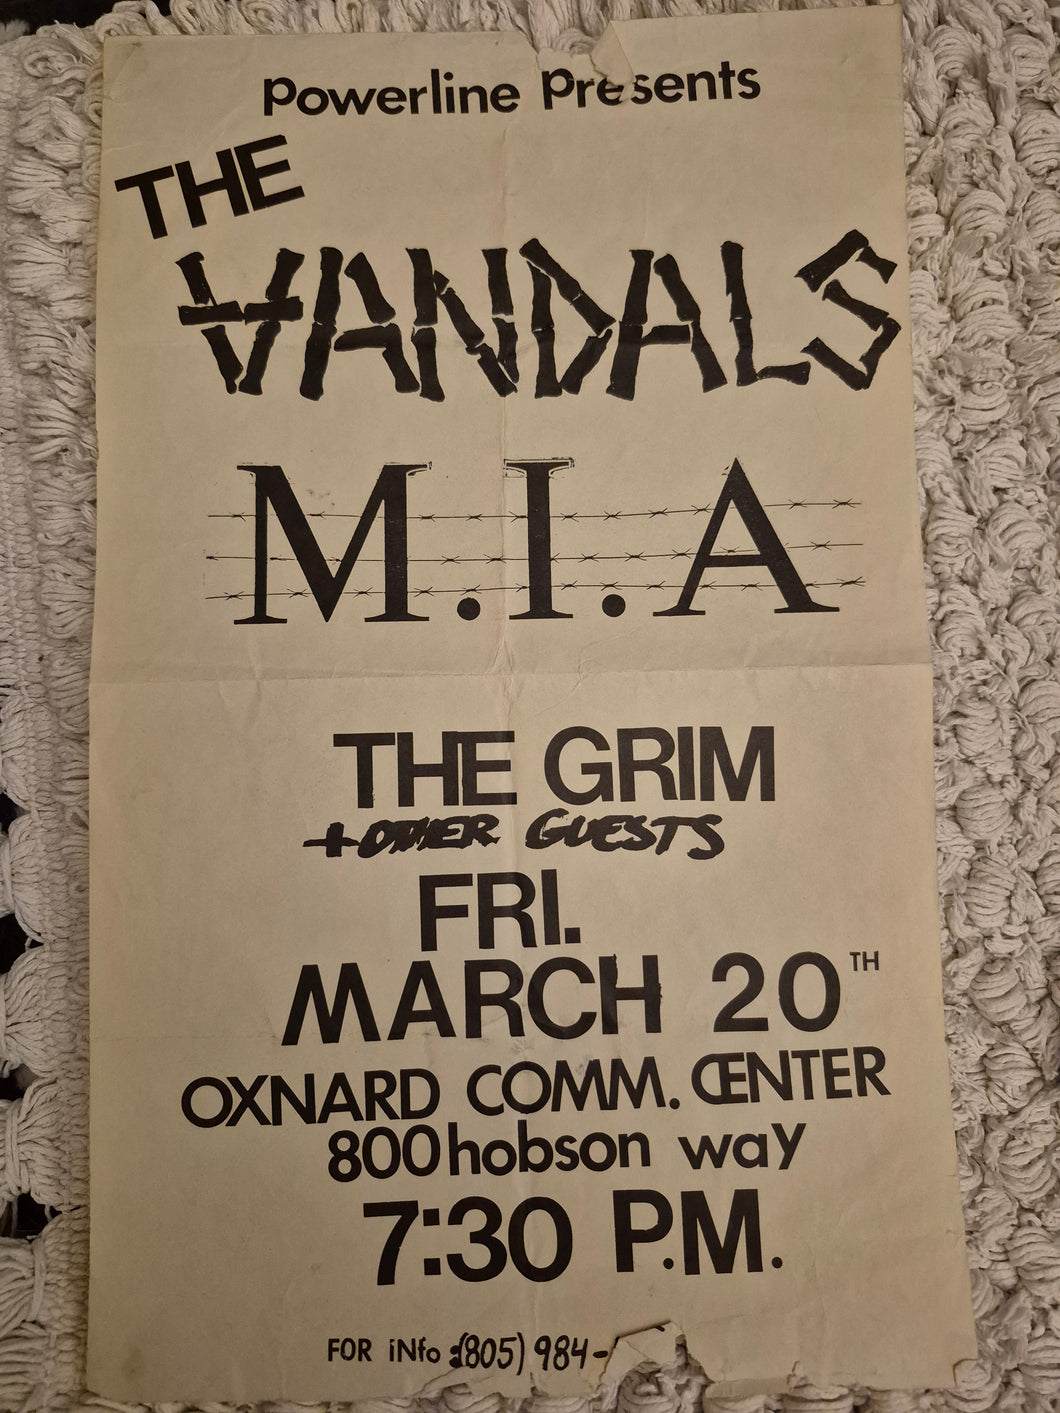 Powerline Presents
THE
VANDALS
M.I.A
THE GRIM
+OTHER GUESTS
FRI.
MARCH 20TH
OXNARD COMM. CENTER
800 hobson way
7:30 P.M.
FOR iNfo :(805) 984-